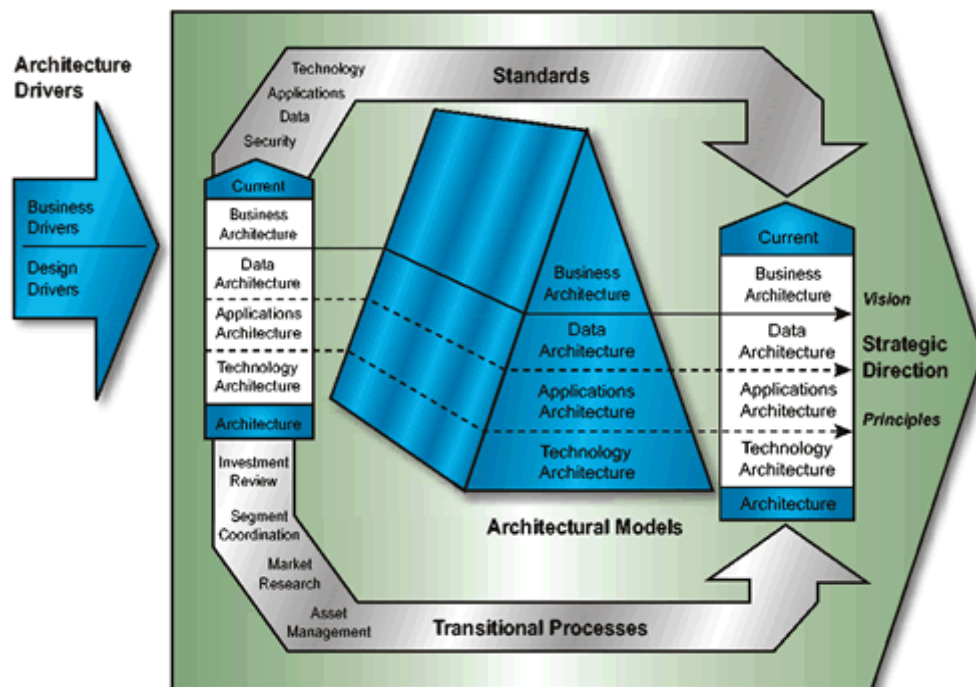 Architecture
Drivers
Business
Drivers
Design
Drivers
Technology
Applications
Data
Security
Standards
Current
Business
Architecture
Data
Architecture
Applications
Architecture
Technology
Architecture
Architecture
Investment
Review
Segment
Coordination
Market
Research
Asset
Management
Transitional Processes
Business
Architecture
Data
Architecture
Applications
Architecture
Technology
Architecture
Architectural Models
Current
Business
Architecture
Data
Architecture
Applications
Architecture
Technology
Architecture
Architecture
Vision
Strategic
Direction
Principles